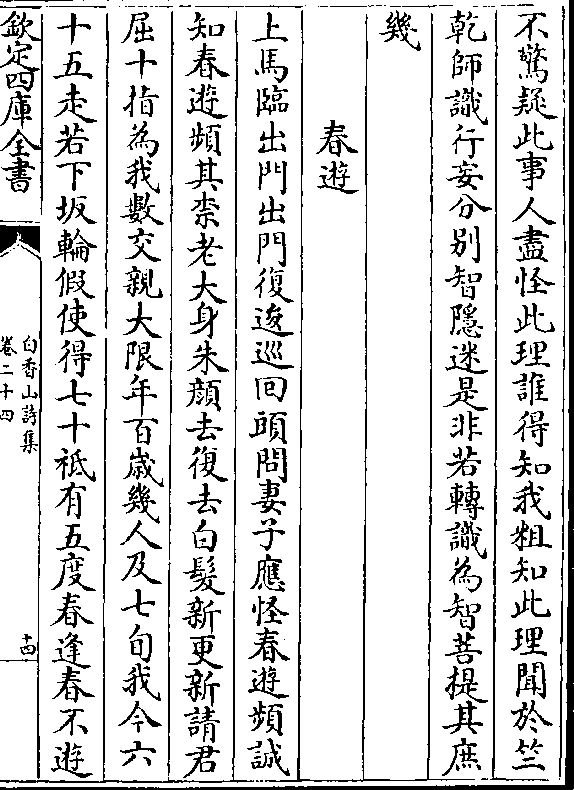 不驚疑此事人盡怪此理誰得知我粗知此理聞於竺
乾師識行妄分别智隱迷是非若轉識為智菩提其庶
幾
春遊
上馬臨出門出門復逡巡回頭問妻子應怪春遊頻誠
知春遊頻其柰老大身朱顔去復去白髮新更新請君
屈十指為我數交親大限年百歳幾人及七旬我今六
十五走若下坂輪假使得七十祗有五度春逢春不遊
欽定四庫全書
白香山詩集
卷二十四
十四